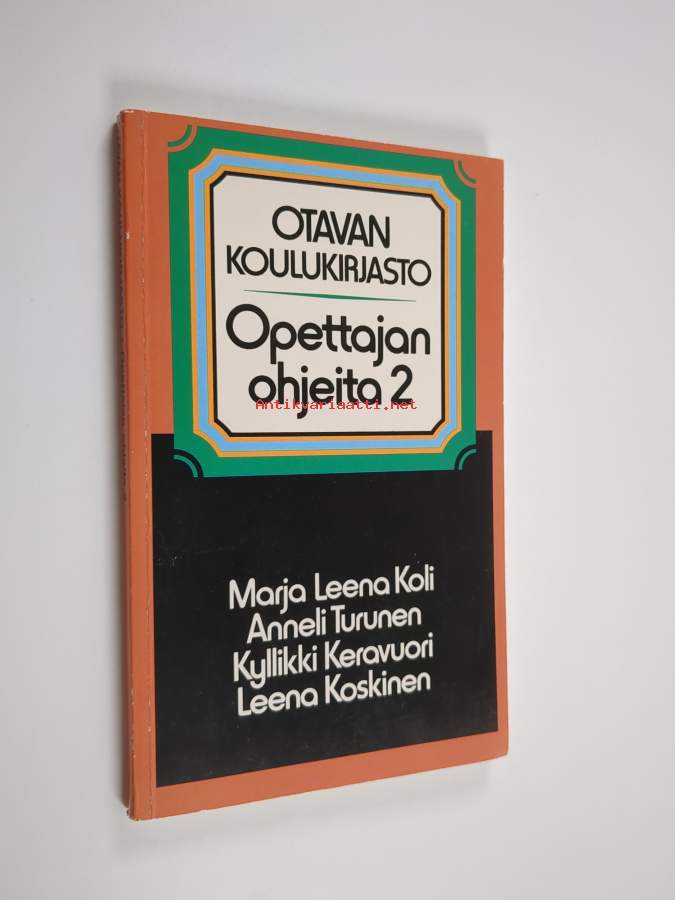 OTAVAN
KOULUKIRJASTO
Opettajan
ohjeita 2
Antikvariaatti.net
Marja Leena Koli
Anneli Turunen
Kyllikki Keravuori
Leena Koskinen